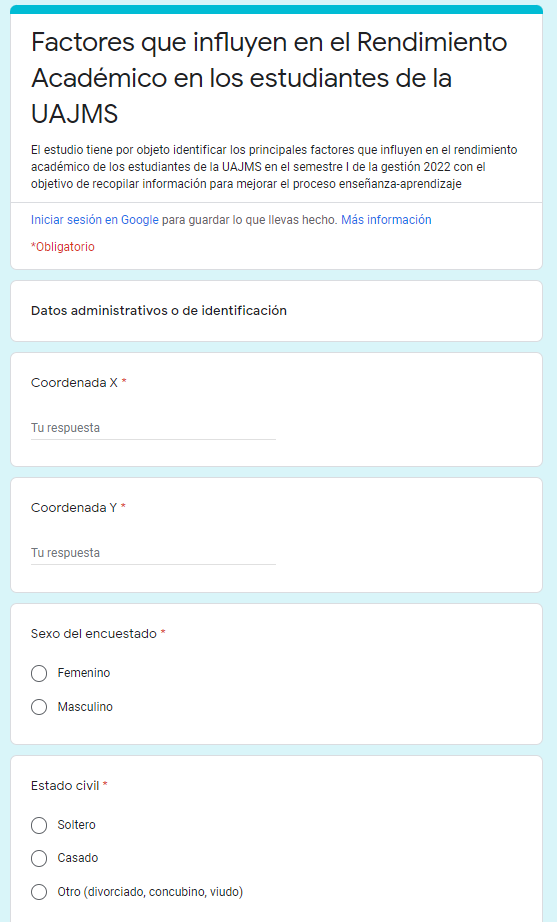 Factores que influyen en el Rendimiento
Académico en los estudiantes de la
UAJMS
El estudio tiene por objeto identificar los principales factores que influyen en el rendimiento
académico de los estudiantes de la UAJMS en el semestre I de la gestión 2022 con el
objetivo de recopilar información para mejorar el proceso enseñanza-aprendizaje
Iniciar sesión en Google para guardar lo que llevas hecho. Más información
*Obligatorio
Datos administrativos o de identificación
Coordenada X *
Tu respuesta
Coordenada Y *
Tu respuesta
Sexo del encuestado *
Femenino
Masculino
Estado civil *
Soltero
Casado
Otro (divorciado, concubino, viudo)